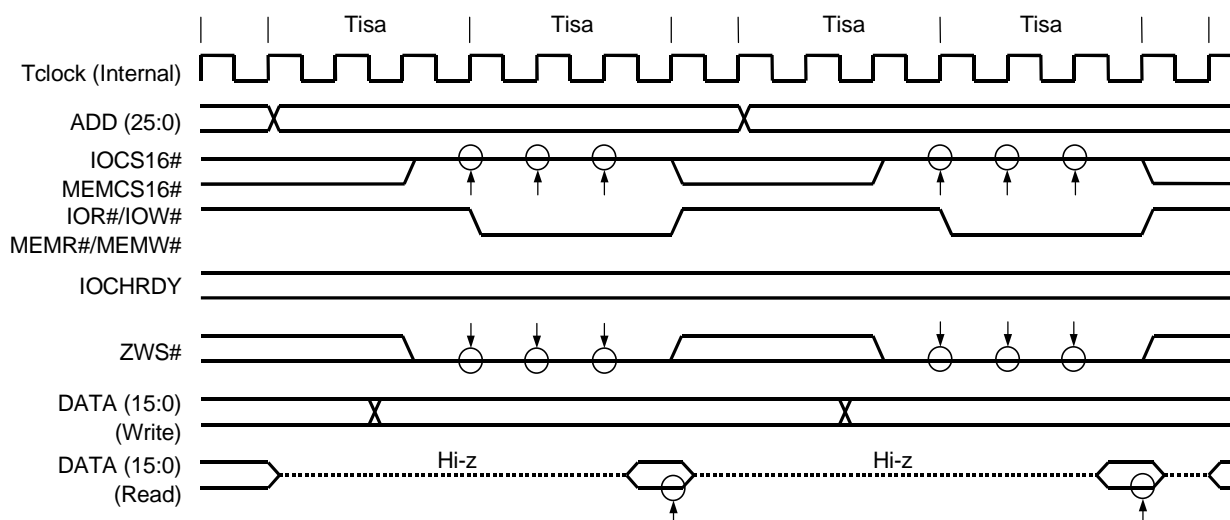 Tisa Tisa Tisa Tisa
Tclock (Internal)
ADD (25:0)
IOCS16#
MEMCS16#
IOR#/IOW#
MEMR#/MEMW#
IOCHRDY
ZWS#
DATA (15:0)
(Write)
DATA (15:0) Hi-z Hi-z
(Read)